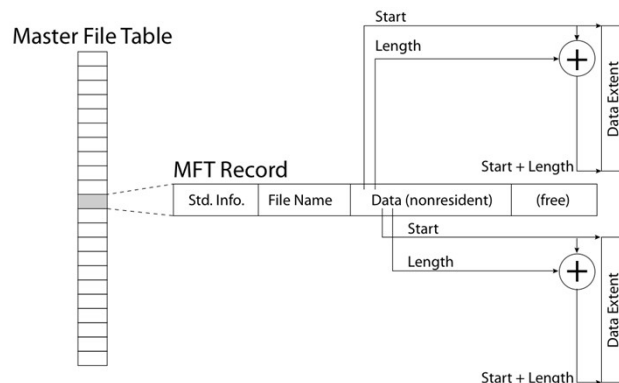 Master File Table
Start
Length
+
Data Extent
Start + Length
MFT Record
Std. Info.
File Name
Data (nonresident)
(free)
Start
Length
+
Data Extent
Start + Length